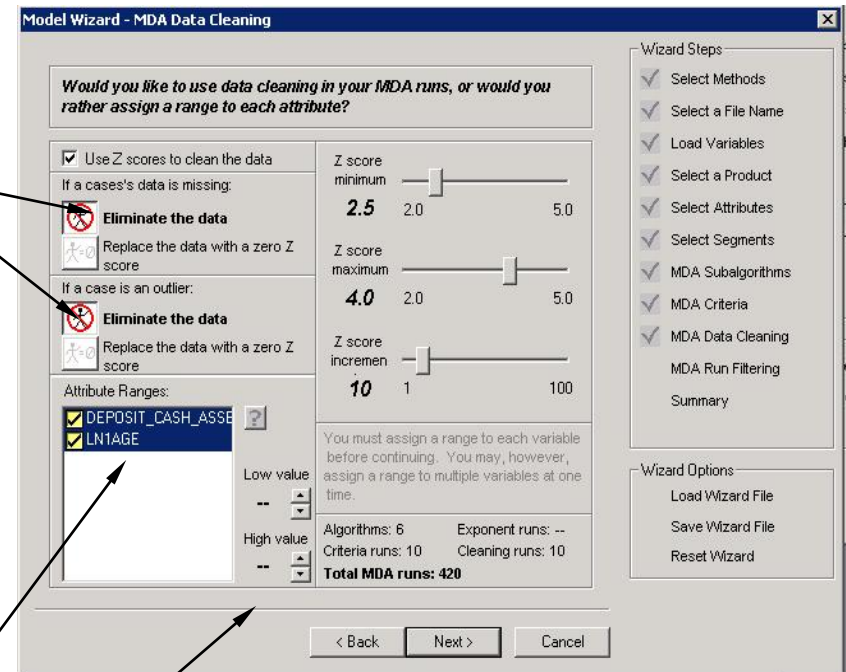 Model Wizard - MDA Data Cleaning
Would you like to use data cleaning in your MDA runs, or would you
rather assign a range to each attribute?
Use Z scores to clean the data
If a cases's data is missing:
Eliminate the data
Replace the data with a zero Z
score
If a case is an outlier:
Eliminate the data
Replace the data with a zero Z
score
Attribute Ranges:
DEPOSIT_CASH_ASSE
LN1AGE
?
Low value
--
High value
--
Z score
minimum
2.5
2.0
5.0
Z score
maximum
4.0
2.0
5.0
Z score
incremen
10
1
100
You must assign a range to each variable
before continuing. You may, however,
assign a range to multiple variables at one
time.
Algorithms: 6 Exponent runs: --
Criteria runs: 10 Cleaning runs: 10
Total MDA runs: 420
< Back
Next >
Cancel
Wizard Steps
Select Methods
Select a File Name
Load Variables
Select a Product
Select Attributes
Select Segments
MDA Subalgorithms
MDA Criteria
MDA Data Cleaning
MDA Run Filtering
Summary
Wizard Options
Load Wizard File
Save Wizard File
Reset Wizard